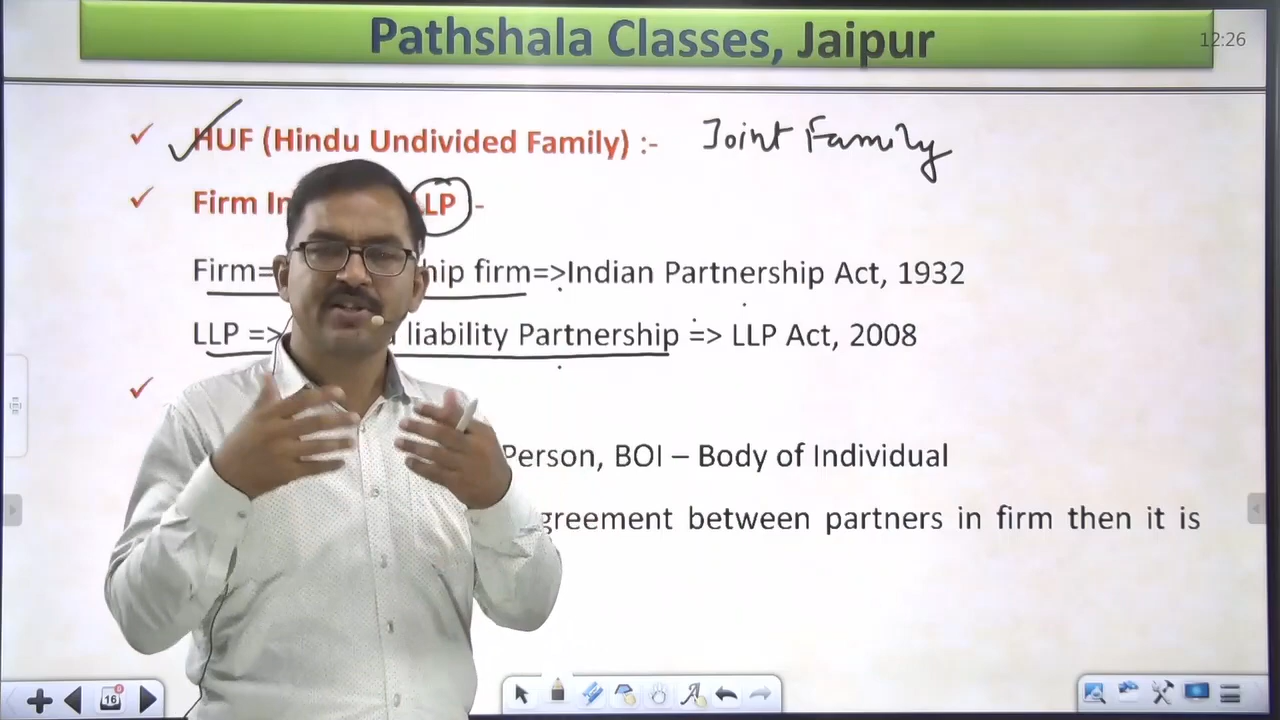 Pathshala Classes, Jaipur
12:26
✓ HUF (Hindu Undivided Family) :- Joint Family
✓ Firm LP -
Firm= hip firm=>Indian Partnership Act, 1932
LLP => liability Partnership => LLP Act, 2008
✓
Person, BOI – Body of Individual
greement between partners in firm then it is
16